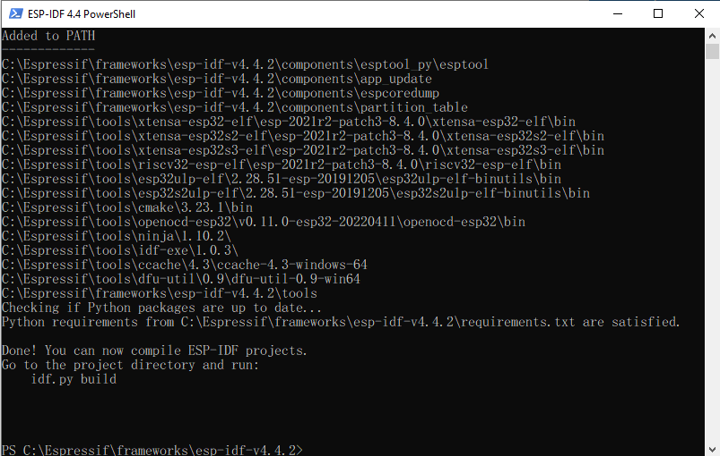 ESP-IDF 4.4 PowerShell
Added to PATH
-------------
C:\Espressif\frameworks\esp-idf-v4.4.2\components\esptool_py\esptool
C:\Espressif\frameworks\esp-idf-v4.4.2\components\app_update
C:\Espressif\frameworks\esp-idf-v4.4.2\components\espcoredump
C:\Espressif\frameworks\esp-idf-v4.4.2\components\partition_table
C:\Espressif\tools\xtensa-esp32-elf\esp-2021r2-patch3-8.4.0\xtensa-esp32-elf\bin
C:\Espressif\tools\xtensa-esp32s2-elf\esp-2021r2-patch3-8.4.0\xtensa-esp32s2-elf\bin
C:\Espressif\tools\xtensa-esp32s3-elf\esp-2021r2-patch3-8.4.0\xtensa-esp32s3-elf\bin
C:\Espressif\tools\riscv32-esp-elf\esp-2021r2-patch3-8.4.0\riscv32-esp-elf\bin
C:\Espressif\tools\esp32ulp-elf\2.28.51-esp-20191205\esp32ulp-elf-binutils\bin
C:\Espressif\tools\esp32s2ulp-elf\2.28.51-esp-20191205\esp32s2ulp-elf-binutils\bin
C:\Espressif\tools\cmake\3.23.1\bin
C:\Espressif\tools\openocd-esp32\v0.11.0-esp32-20220411\openocd-esp32\bin
C:\Espressif\tools\ninja\1.10.2\
C:\Espressif\tools\idf-exe\1.0.3\
C:\Espressif\tools\ccache\4.3\ccache-4.3-windows-64
C:\Espressif\tools\dfu-util\0.9\dfu-util-0.9-win64
C:\Espressif\frameworks\esp-idf-v4.4.2\tools
Checking if Python packages are up to date...
Python requirements from C:\Espressif\frameworks\esp-idf-v4.4.2\requirements.txt are satisfied.
Done! You can now compile ESP-IDF projects.
Go to the project directory and run:
idf.py build
PS C:\Espressif\frameworks\esp-idf-v4.4.2>